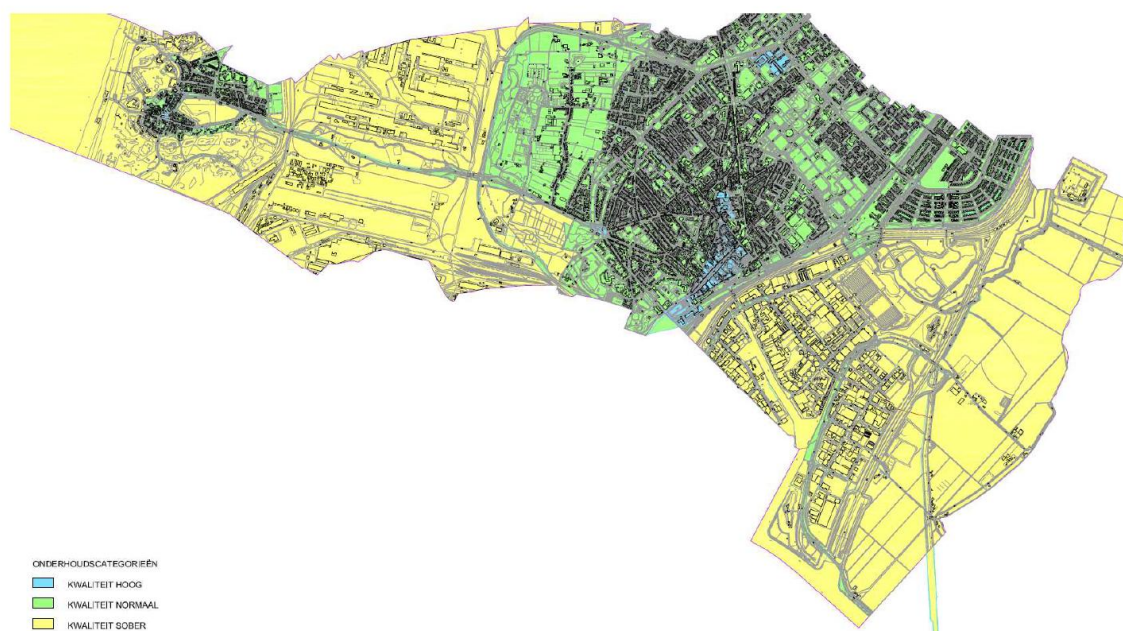 ONDERHOUDSCATEGORIEËN
KWALITEIT HOOG
KWALITEIT NORMAAL
KWALITEIT SOBER